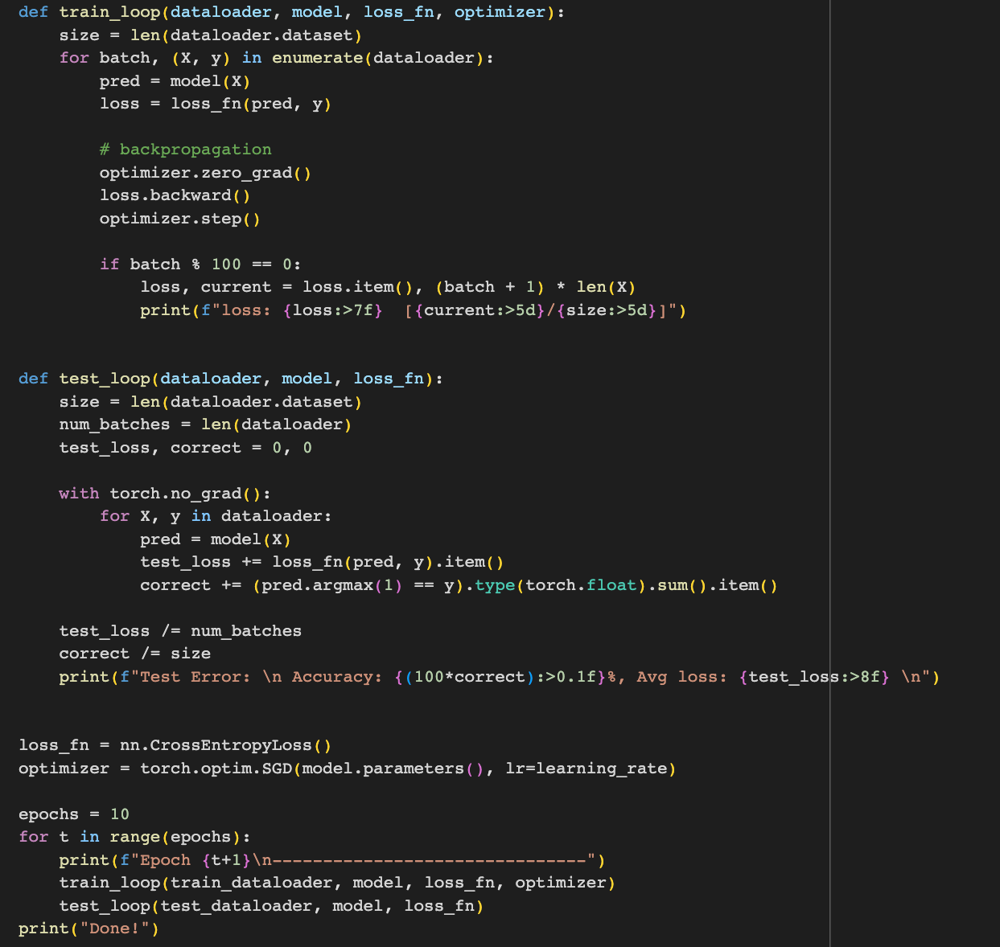 def train_loop(dataloader, model, loss_fn, optimizer):
    size = len(dataloader.dataset)
    for batch, (X, y) in enumerate(dataloader):
        pred = model(X)
        loss = loss_fn(pred, y)

        # backpropagation
        optimizer.zero_grad()
        loss.backward()
        optimizer.step()

        if batch % 100 == 0:
            loss, current = loss.item(), (batch + 1) * len(X)
            print(f"loss: {loss:>7f}  [{current:>5d}/{size:>5d}]")


def test_loop(dataloader, model, loss_fn):
    size = len(dataloader.dataset)
    num_batches = len(dataloader)
    test_loss, correct = 0, 0

    with torch.no_grad():
        for X, y in dataloader:
            pred = model(X)
            test_loss += loss_fn(pred, y).item()
            correct += (pred.argmax(1) == y).type(torch.float).sum().item()

    test_loss /= num_batches
    correct /= size
    print(f"Test Error: \n Accuracy: {(100*correct):>0.1f}%, Avg loss: {test_loss:>8f} \n")


loss_fn = nn.CrossEntropyLoss()
optimizer = torch.optim.SGD(model.parameters(), lr=learning_rate)

epochs = 10
for t in range(epochs):
    print(f"Epoch {t+1}\n-------------------------------")
    train_loop(train_dataloader, model, loss_fn, optimizer)
    test_loop(test_dataloader, model, loss_fn)
print("Done!")